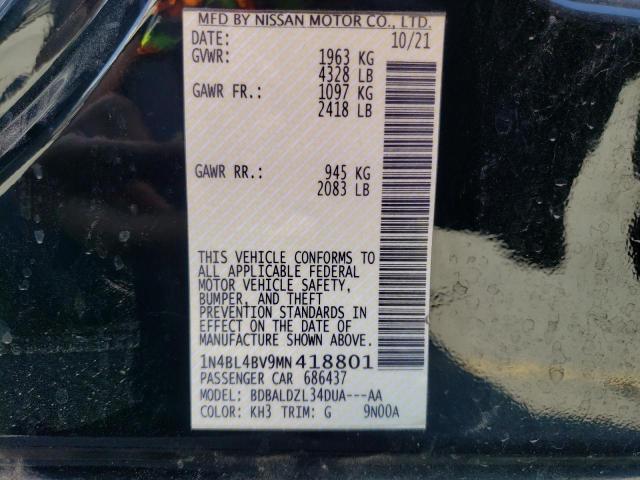 MFD BY NISSAN MOTOR CO., LTD.
DATE: 10/21
GVWR: 1963 KG
4328 LB
GAWR FR.: 1097 KG
2418 LB
GAWR RR.: 945 KG
2083 LB
THIS VEHICLE CONFORMS TO
ALL APPLICABLE FEDERAL
MOTOR VEHICLE SAFETY,
BUMPER, AND THEFT
PREVENTION STANDARDS IN
EFFECT ON THE DATE OF
MANUFACTURE SHOWN ABOVE.
1N4BL4BV9MN418801
PASSENGER CAR 686437
MODEL: BDBALDZL34DUA---AA
COLOR: KH3 TRIM: G 9N00A